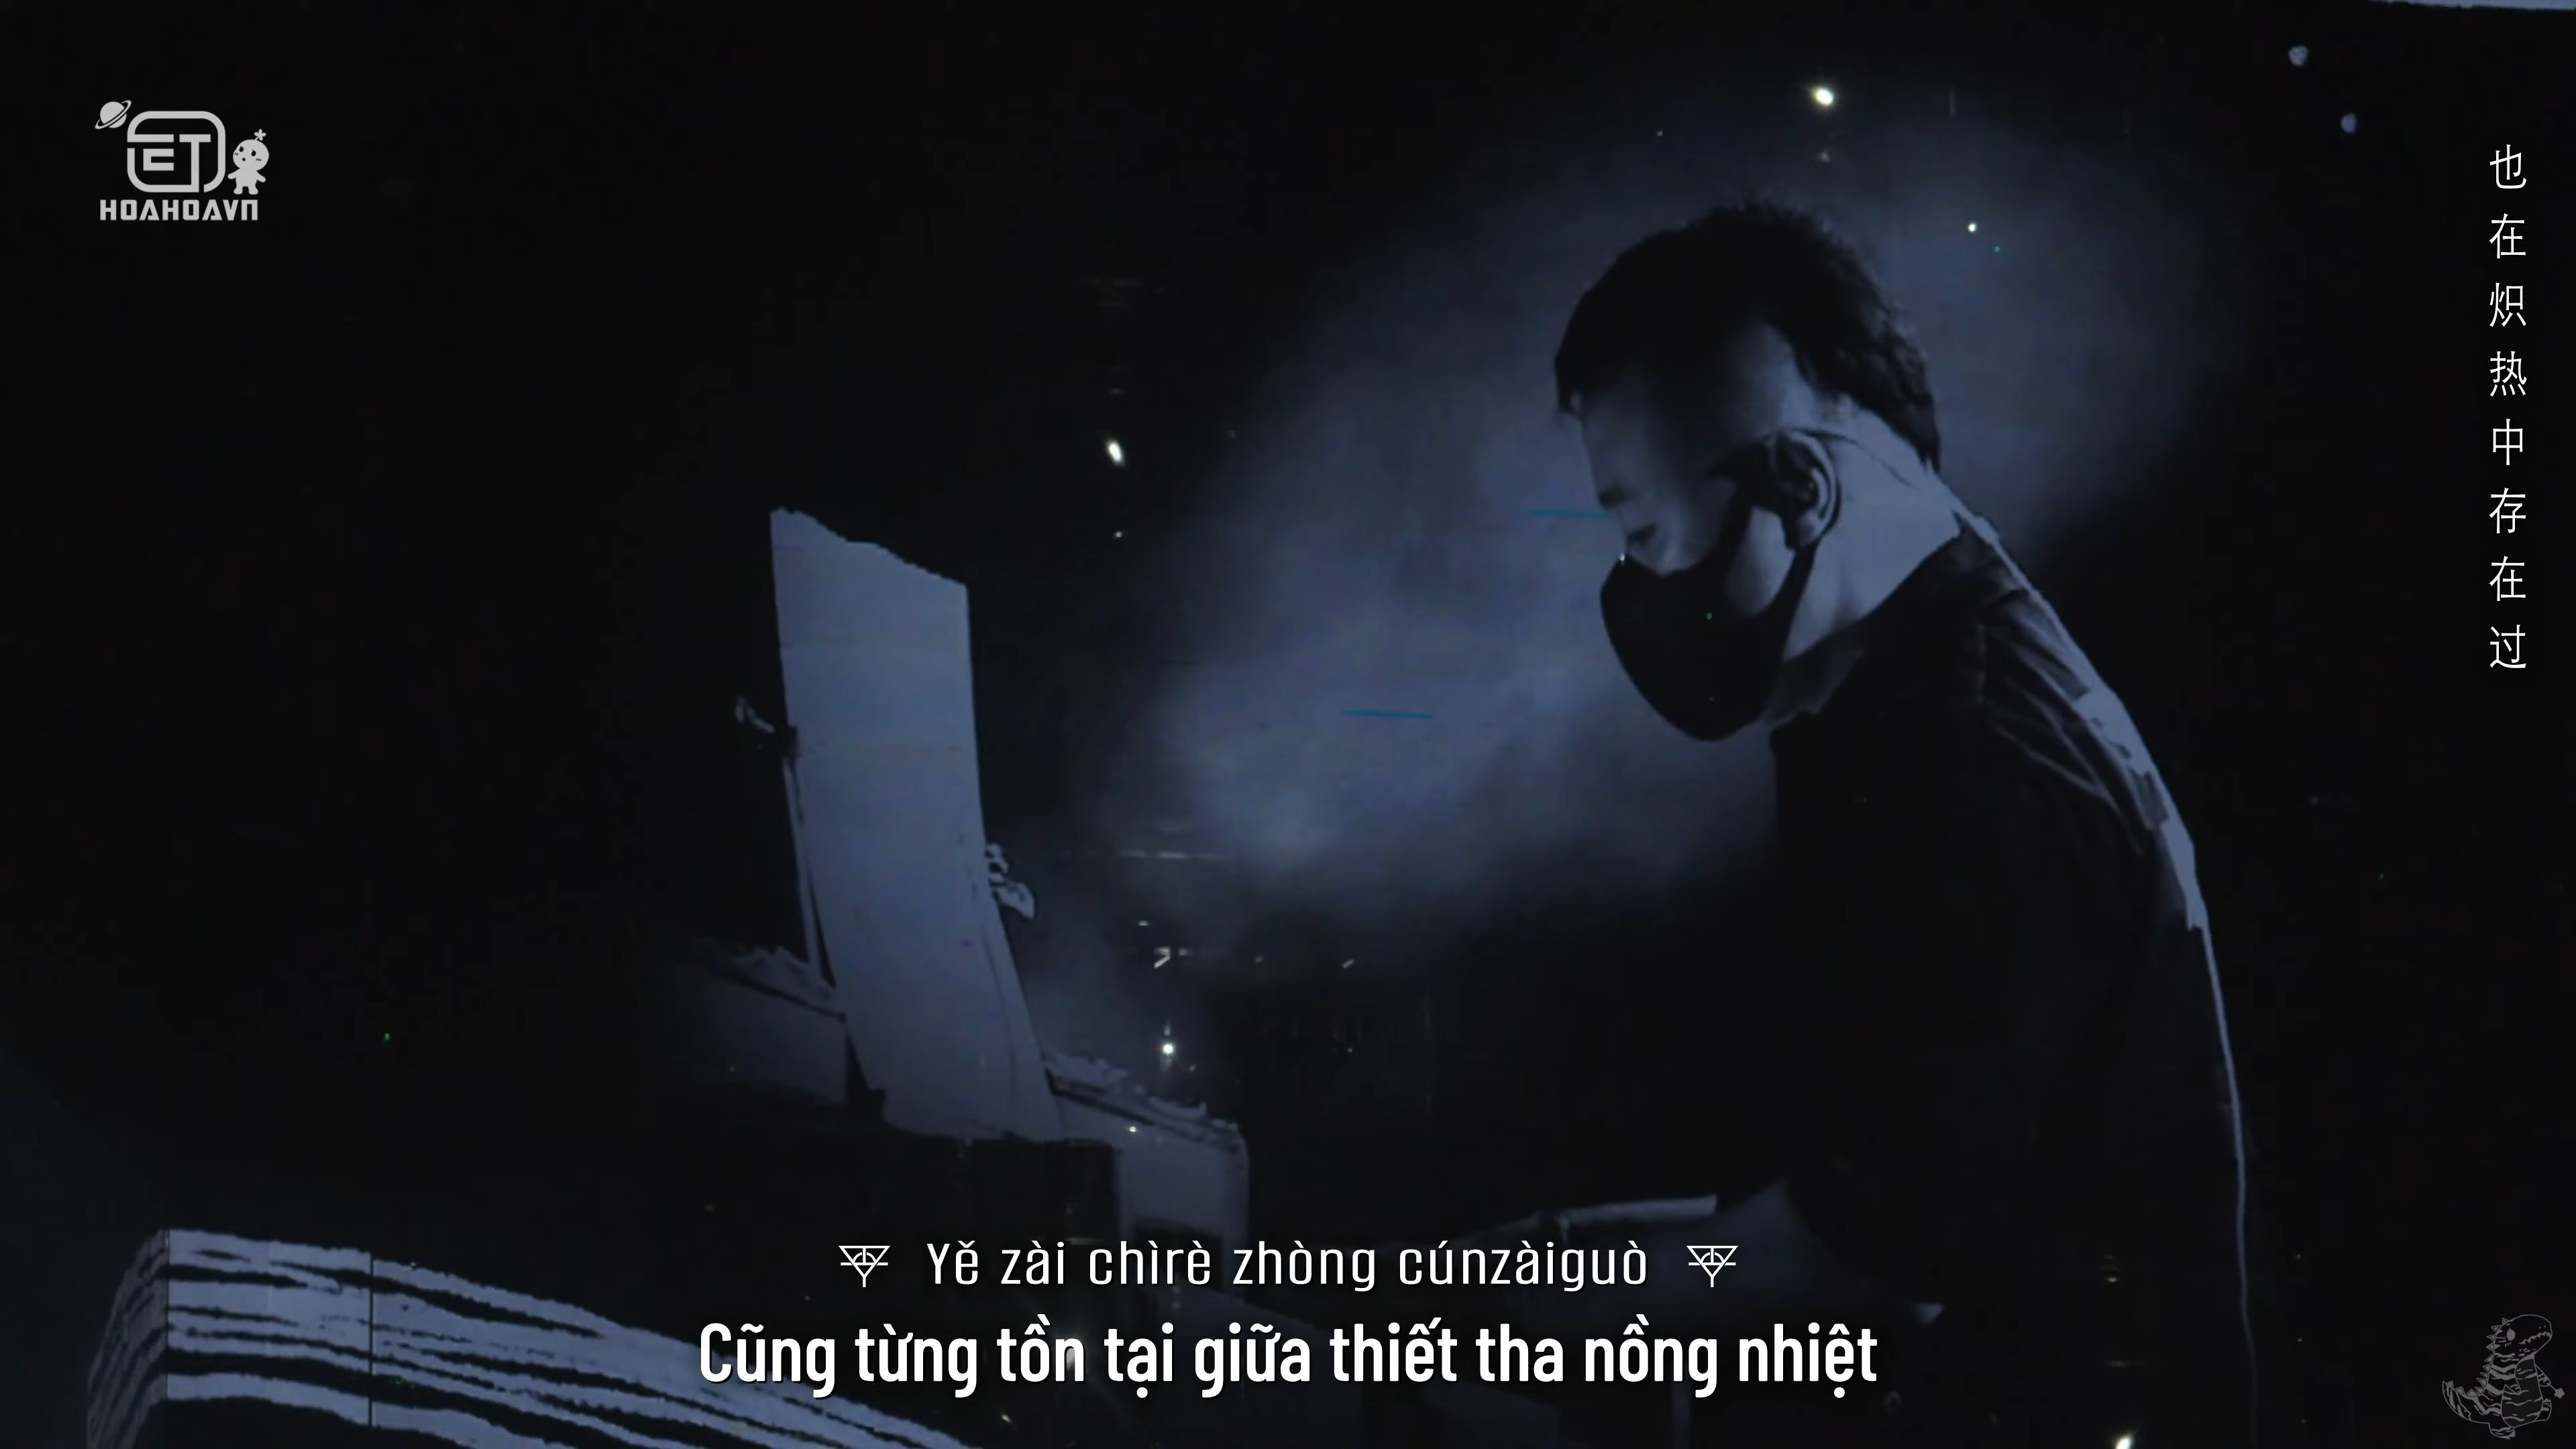 ET
HOAHOAVN
也在炽热中存在过
Yě zài chìrè zhòng cúnzàiguò
Cũng từng tồn tại giữa thiết tha nồng nhiệt